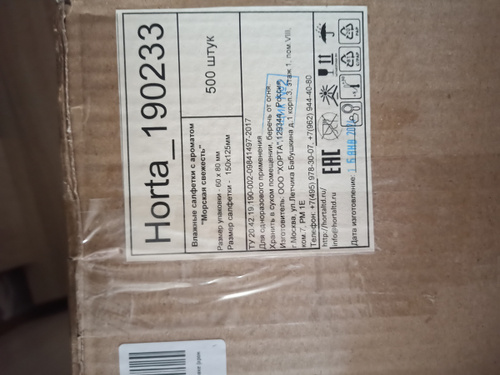 Horta_190233
Влажные салфетки с ароматом
"Морская свежесть"
500 штук
Размер упаковки - 60 х 80 мм
Размер салфетки - 150х125мм
ТУ 20.42.19.190-002-09841497-2017
Для одноразового применения
Хранить в сухом помещении, беречь от огня.
Изготовитель: ООО "ХОРТА", 129344, Россия,
г. Москва, ул.Летчика Бабушкина д,1 корп 3, этаж 1, пом VIII,
ком 7, РМ 1Е
Телефон: +7(495) 978-30-07, +7(962) 944-40-80
http://hortaltd.ru/
Info@hortaltd.ru
EAC
Дата изготовление: